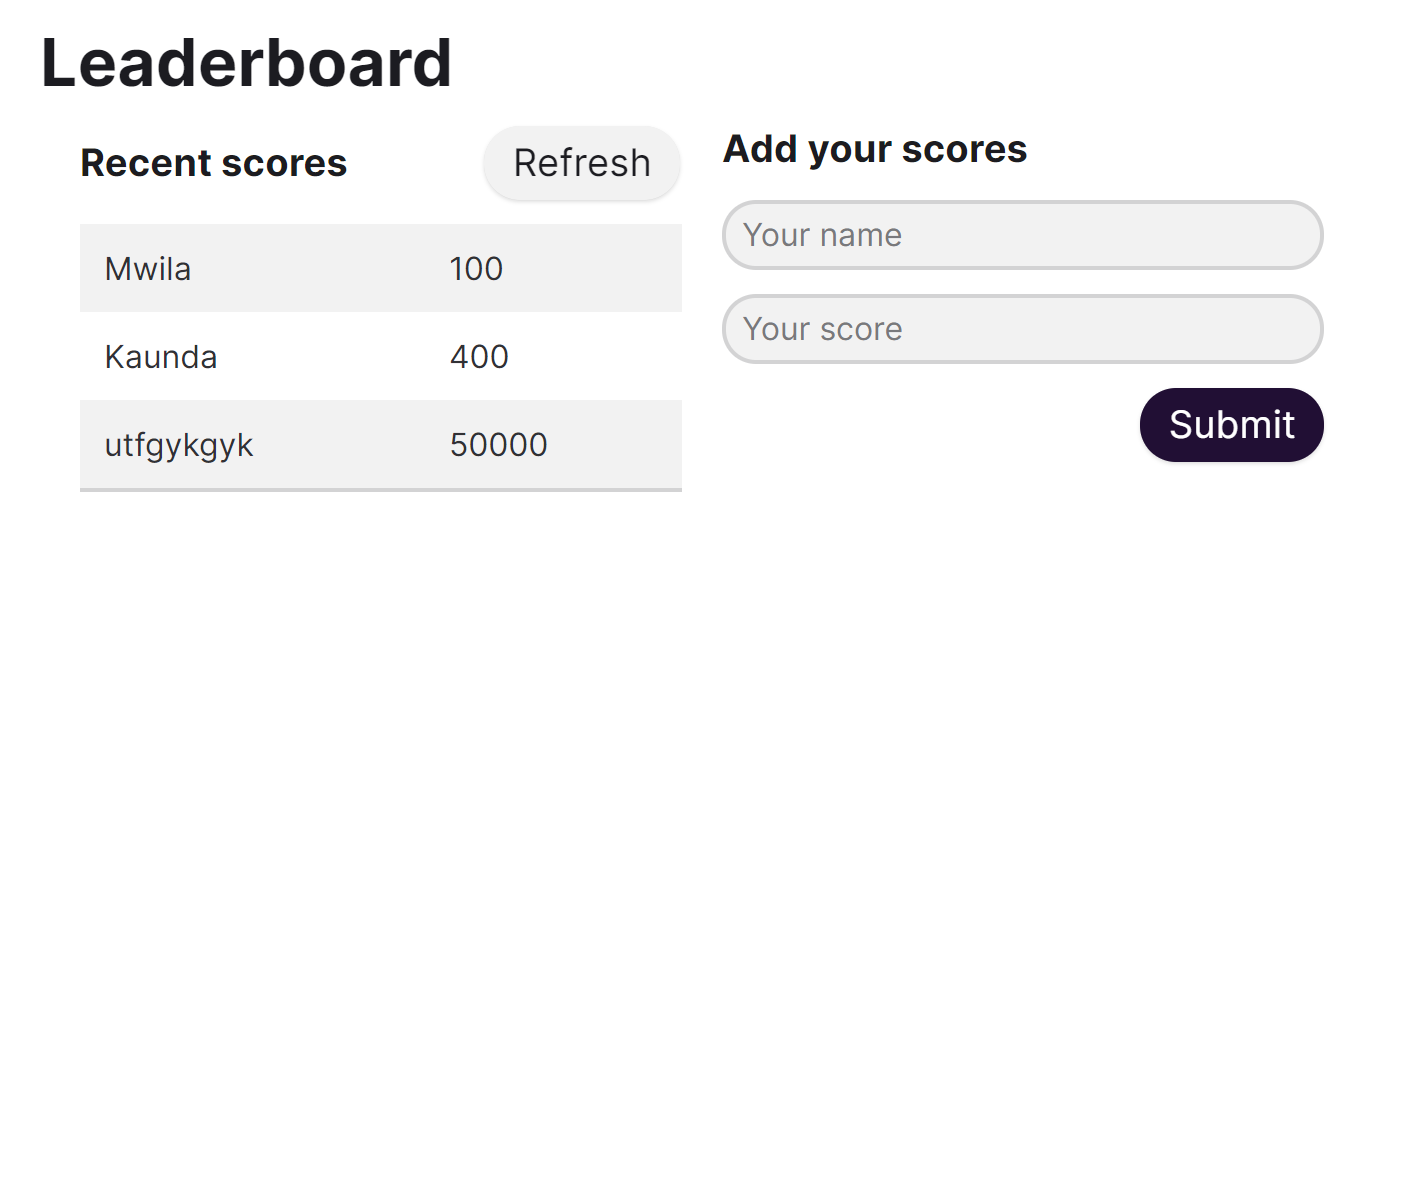 Leaderboard
Recent scores
Refresh
Mwila 100
Kaunda 400
utfgykgyk 50000
Add your scores
Your name
Your score
Submit